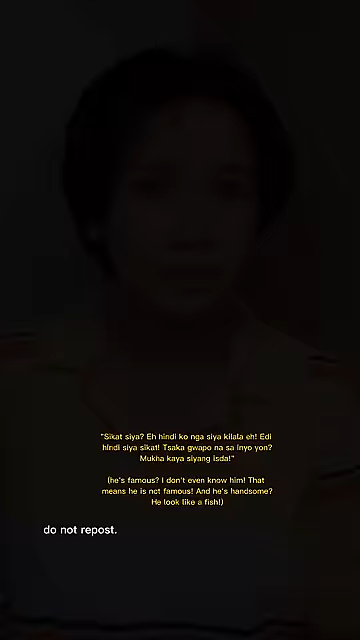 "Sikat siya? Eh hindi ko nga siya kilala eh! Edi
hindi siya sikat! Tsaka gwapo na sa inyo yon?
Mukha kaya siyang isda!"
(he's famous? I don't even know him! That
means he is not famous! And he's handsome?
He look like a fish!)
do not repost.